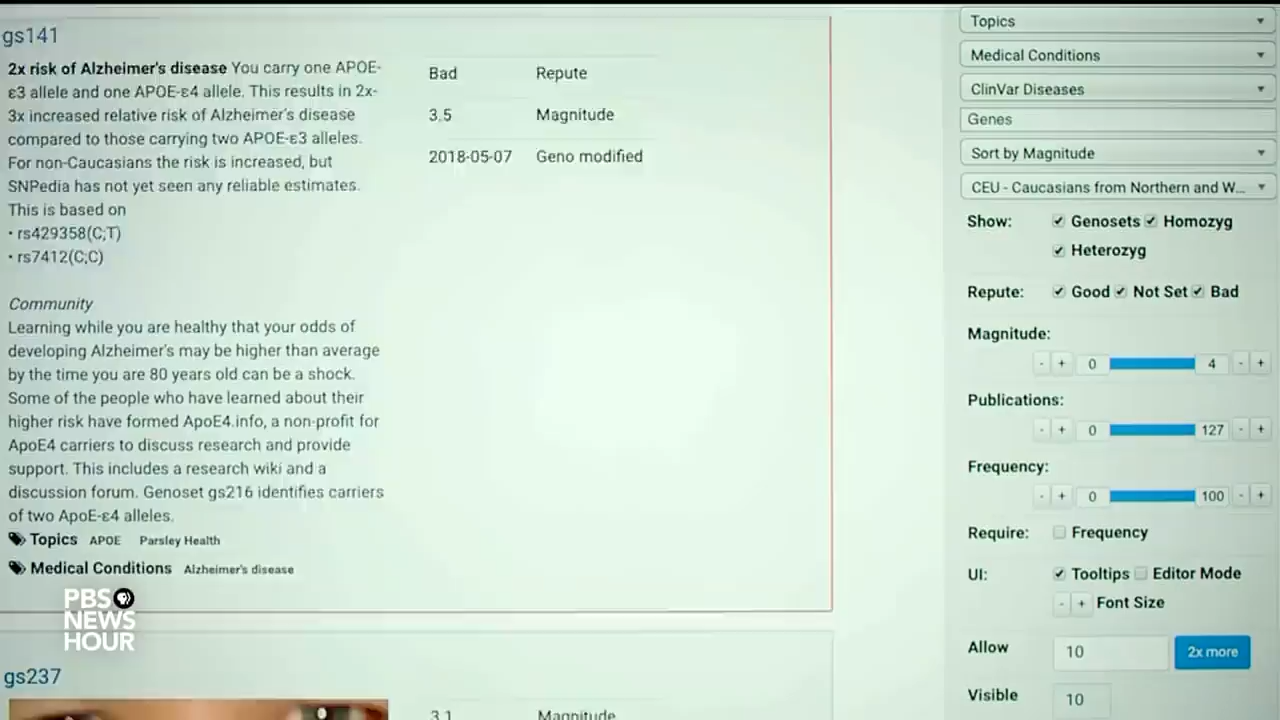 gs141
2x risk of Alzheimer's disease You carry one APOE-
ε3 allele and one APOE-ε4 allele. This results in 2x-
3x increased relative risk of Alzheimer's disease
compared to those carrying two APOE-ε3 alleles.
For non-Caucasians the risk is increased, but
SNPedia has not yet seen any reliable estimates.
This is based on
• rs429358(C;T)
• rs7412(C;C)
Community
Learning while you are healthy that your odds of
developing Alzheimer's may be higher than average
by the time you are 80 years old can be a shock.
Some of the people who have learned about their
higher risk have formed ApoE4.info, a non-profit for
ApoE4 carriers to discuss research and provide
support. This includes a research wiki and a
discussion forum. Genoset gs216 identifies carriers
of two ApoE-ε4 alleles.
Topics APOE Parsley Health
Medical Conditions Alzheimer's disease
Bad Repute
3.5 Magnitude
2018-05-07 Geno modified
PBS
NEWS
HOUR
gs237
3.1 Magnitude
Topics
Medical Conditions
ClinVar Diseases
Genes
Sort by Magnitude
CEU - Caucasians from Northern and W...
Show: Genosets Homozyg
Heterozyg
Repute: Good Not Set Bad
Magnitude:
- + 0 4 - +
Publications:
- + 0 127 - +
Frequency:
- + 0 100 - +
Require: Frequency
UI: Tooltips Editor Mode
- + Font Size
Allow 10 2x more
Visible 10